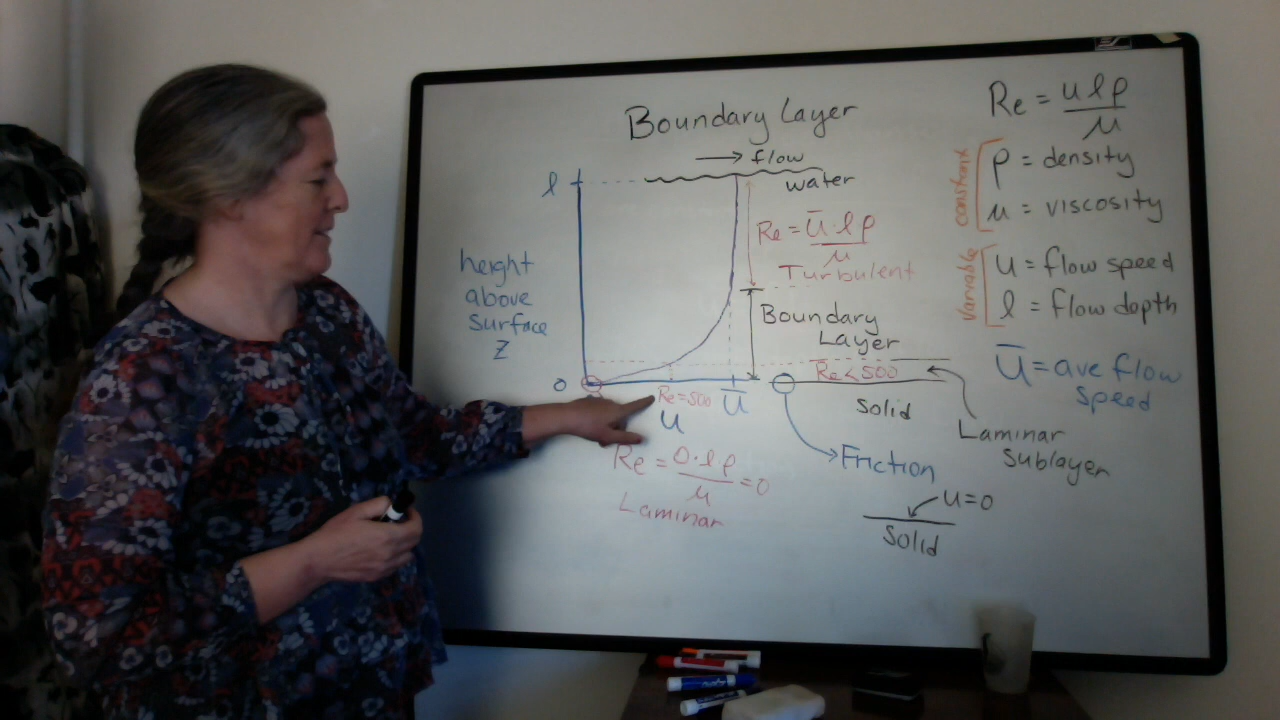 Boundary Layer
→ flow
l
water
Re = Ū·lρ
μ
Turbulent
height
above
surface
z
Boundary
Layer
0
Re=500
Ū
u
Re<500
solid
Re = 0·lρ = 0
μ
Laminar
Friction
u=0
Solid
Laminar
Sublayer
Re = ulρ
μ
constant
ρ = density
μ = viscosity
variable
u = flow speed
l = flow depth
Ū = ave flow
speed